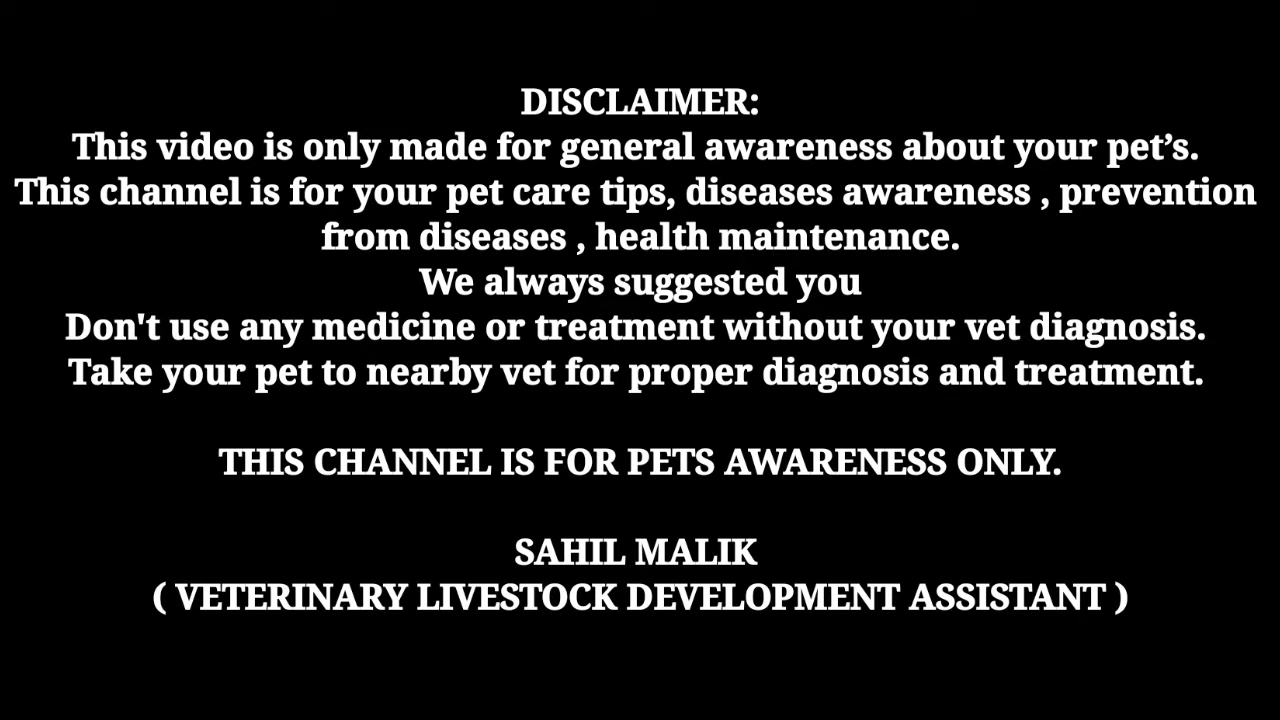 DISCLAIMER:
This video is only made for general awareness about your pet’s.
This channel is for your pet care tips, diseases awareness , prevention
from diseases , health maintenance.
We always suggested you
Don't use any medicine or treatment without your vet diagnosis.
Take your pet to nearby vet for proper diagnosis and treatment.
THIS CHANNEL IS FOR PETS AWARENESS ONLY.
SAHIL MALIK
( VETERINARY LIVESTOCK DEVELOPMENT ASSISTANT )